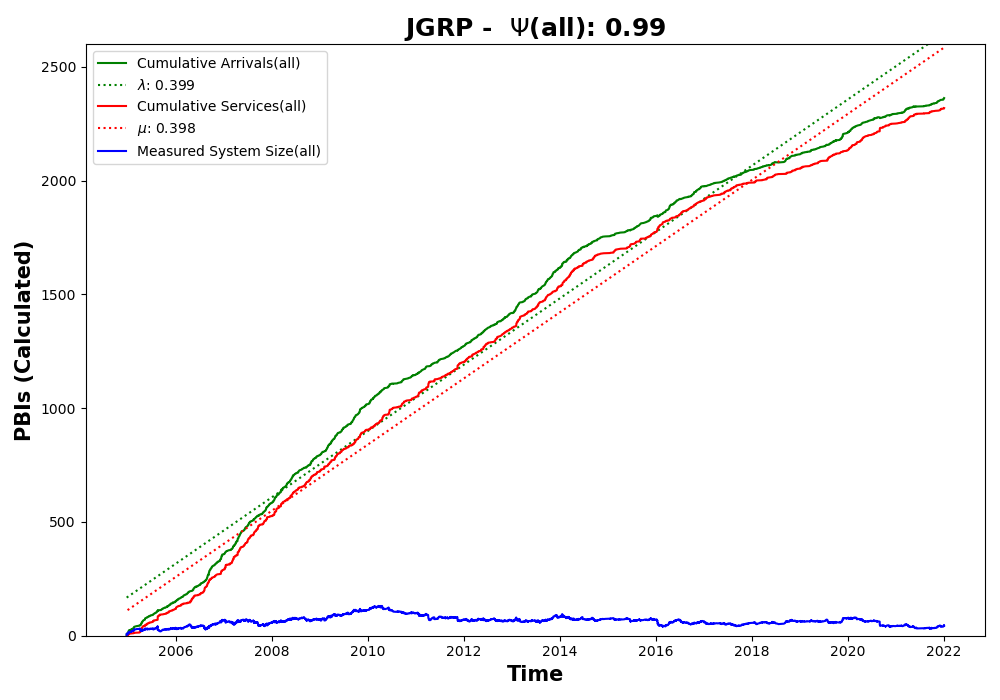 JGRP -  Ψ(all): 0.99
Cumulative Arrivals(all)
λ: 0.399
Cumulative Services(all)
μ: 0.398
Measured System Size(all)
PBIs (Calculated)
2500
2000
1500
1000
500
0
2006 2008 2010 2012 2014 2016 2018 2020 2022
Time